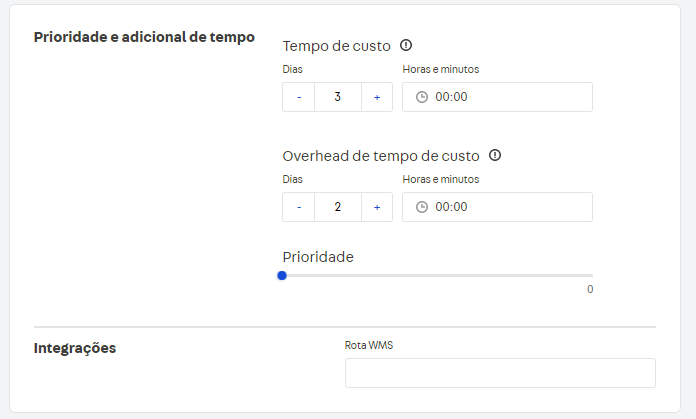 Prioridade e adicional de tempo
Tempo de custo
Dias
Horas e minutos
- 3 +
00:00
Overhead de tempo de custo
Dias
Horas e minutos
- 2 +
00:00
Prioridade
0
Integrações
Rota WMS